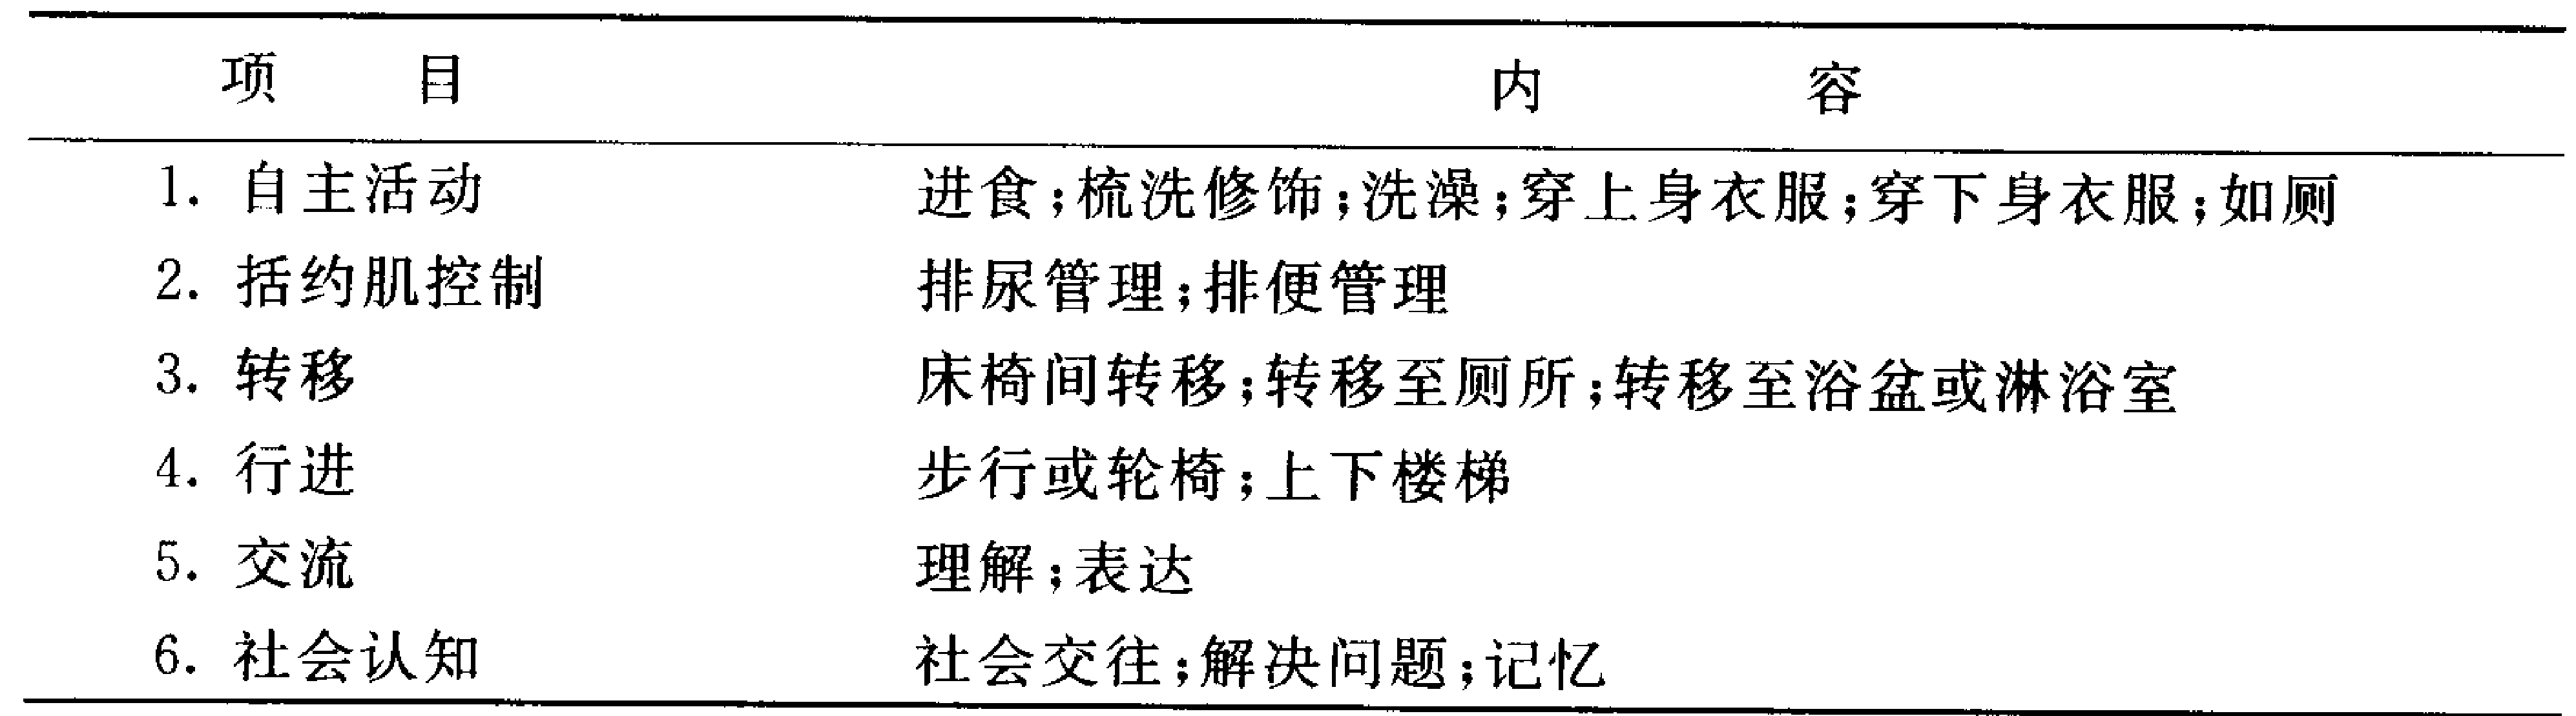 项 目 内 容
1. 自主活动 进食;梳洗修饰;洗澡;穿上身衣服;穿下身衣服;如厕
2. 括约肌控制 排尿管理;排便管理
3. 转移 床椅间转移;转移至厕所;转移至浴盆或淋浴室
4. 行进 步行或轮椅;上下楼梯
5. 交流 理解;表达
6. 社会认知 社会交往;解决问题;记忆